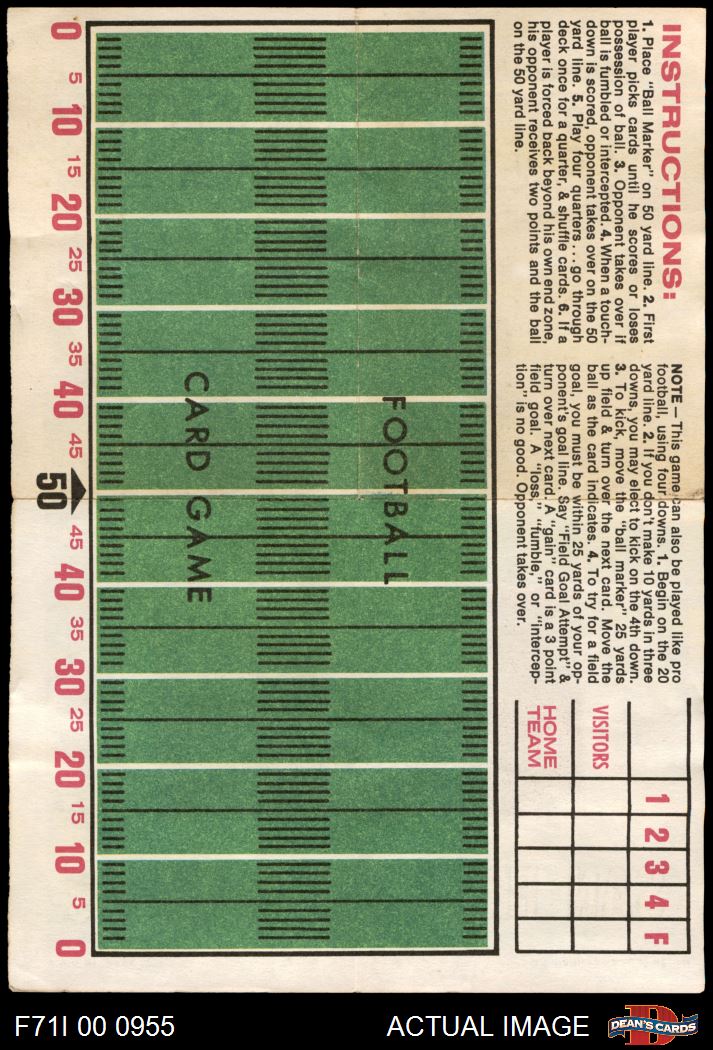 INSTRUCTIONS:
1. Place "Ball Marker" on 50 yard line. 2. First
player picks cards until he scores or loses
possession of ball. 3. Opponent takes over if
ball is fumbled or intercepted. 4. When a touch-
down is scored, opponent takes over on the 50
yard line. 5. Play four quarters . . . go through
deck once for a quarter, & shuffle cards. 6. If a
player is forced back beyond his own end zone,
his opponent receives two points and the ball
on the 50 yard line.
NOTE — This game can also be played like pro
football, using four downs. 1. Begin on the 20
yard line. 2. If you don't make 10 yards in three
downs, you may elect to kick on the 4th down.
3. To kick, move the "ball marker" 25 yards
up field & turn over the next card. Move the
ball as the card indicates. 4. To try for a field
goal, you must be within 25 yards of your op-
ponent's goal line. Say "Field Goal Attempt" &
turn over next card. A "gain" card is a 3 point
field goal. A "loss," "fumble," or "intercep-
tion" is no good. Opponent takes over.
1 2 3 4 F
VISITORS
HOME
TEAM
FOOTBALL
CARD GAME
0 5 10 15 20 25 30 35 40 45 50 45 40 35 30 25 20 15 10 5 0
F71I 00 0955
ACTUAL IMAGE
D
DEAN'S CARDS